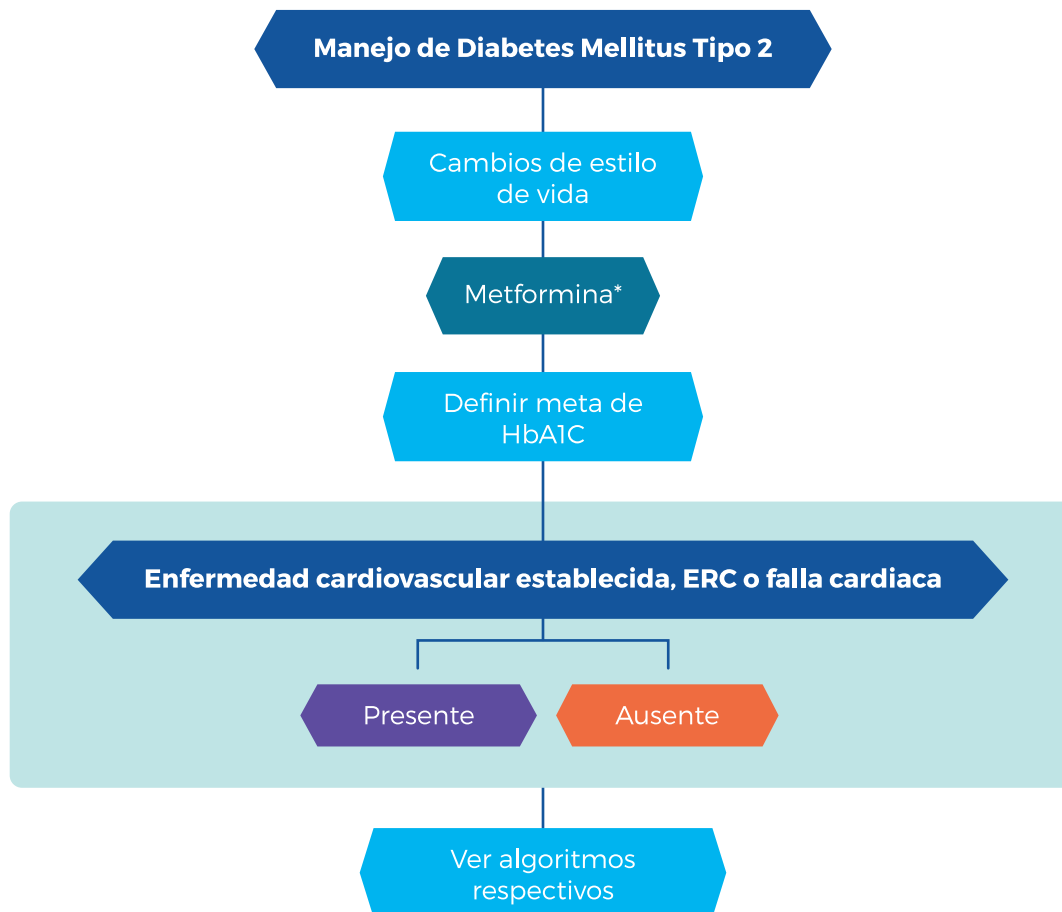 Manejo de Diabetes Mellitus Tipo 2
Cambios de estilo
de vida
Metformina*
Definir meta de
HbA1C
Enfermedad cardiovascular establecida, ERC o falla cardiaca
Presente
Ausente
Ver algoritmos
respectivos